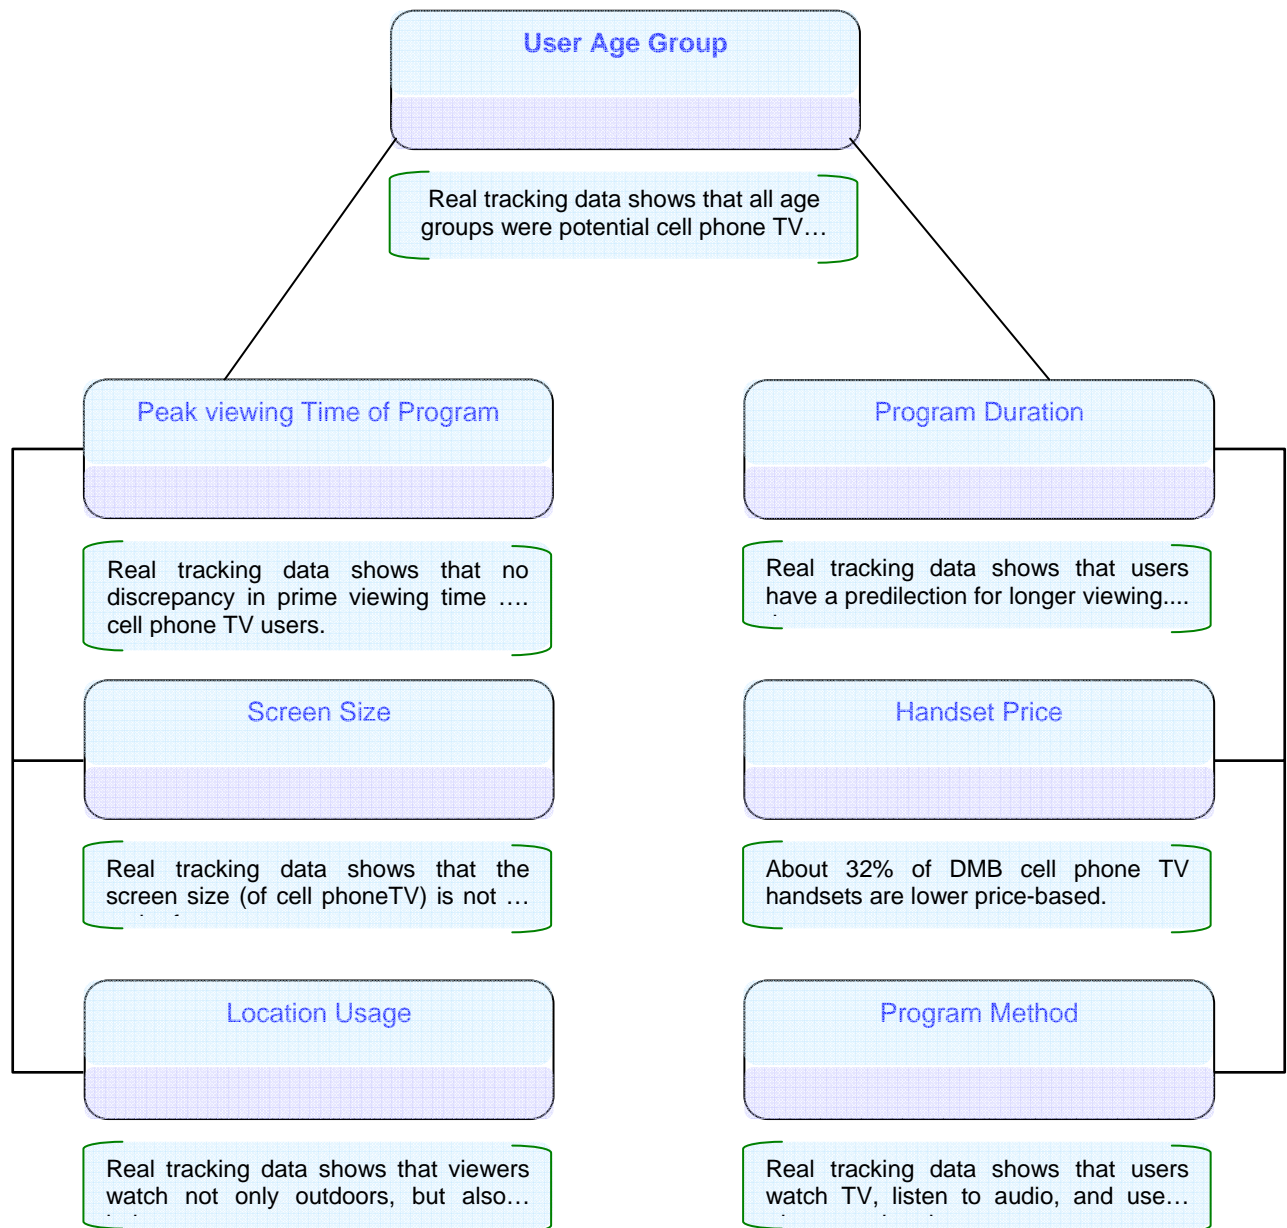 User Age Group
Real tracking data shows that all age
groups were potential cell phone TV…
Peak viewing Time of Program
Real tracking data shows that no
discrepancy in prime viewing time ….
cell phone TV users.
Screen Size
Real tracking data shows that the
screen size (of cell phoneTV) is not …
Location Usage
Real tracking data shows that viewers
watch not only outdoors, but also…
Program Duration
Real tracking data shows that users
have a predilection for longer viewing....
Handset Price
About 32% of DMB cell phone TV
handsets are lower price-based.
Program Method
Real tracking data shows that users
watch TV, listen to audio, and use…